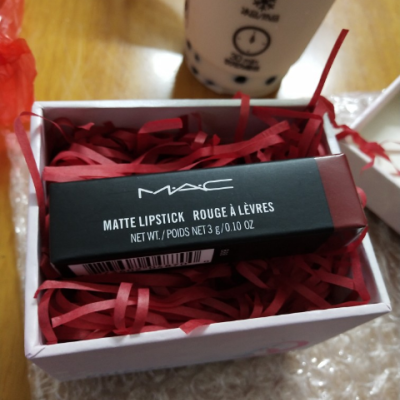 M·A·C
MATTE LIPSTICK ROUGE À LÈVRES
NET WT./POIDS NET 3 g/0.10 OZ